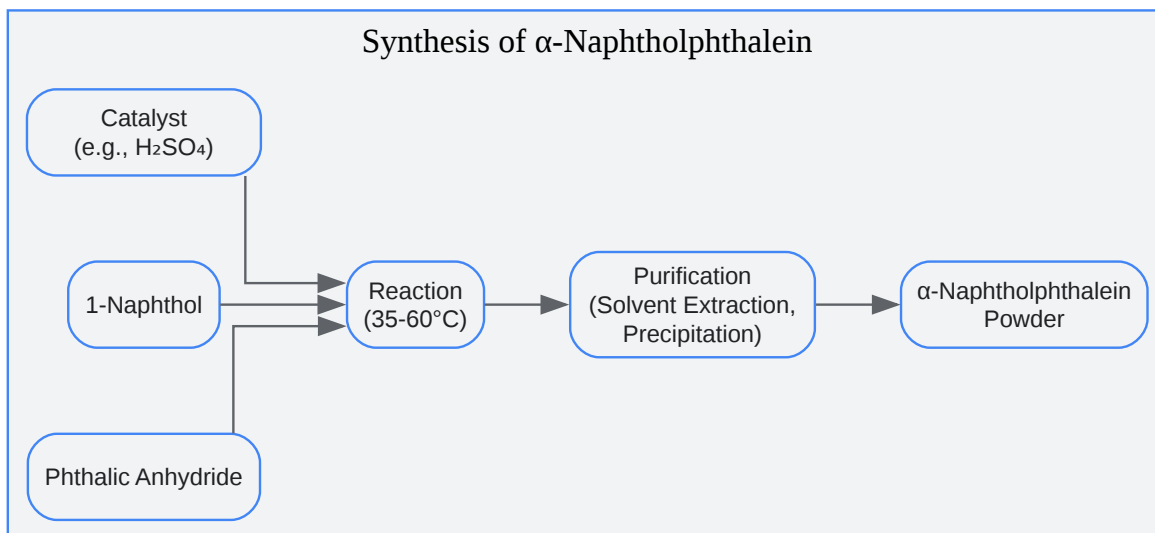 Synthesis of α-Naphtholphthalein
Catalyst
(e.g., H₂SO₄)
1-Naphthol
Phthalic Anhydride
Reaction
(35-60°C)
Purification
(Solvent Extraction,
Precipitation)
α-Naphtholphthalein
Powder